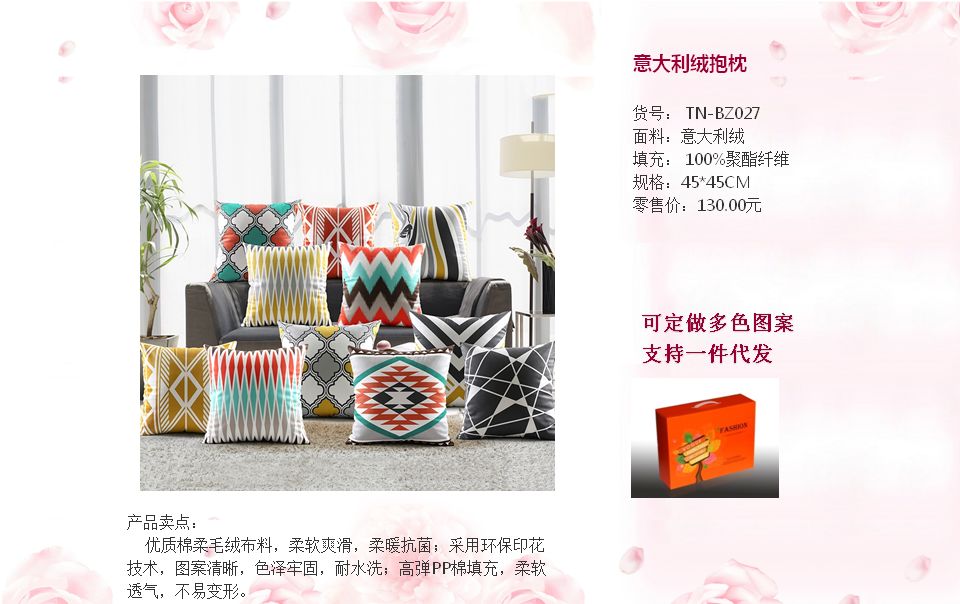 意大利绒抱枕
货号： TN-BZ027
面料：意大利绒
填充： 100%聚酯纤维
规格：45*45CM
零售价：130.00元
可定做多色图案
支持一件代发
FASHION
产品卖点：
优质棉柔毛绒布料，柔软爽滑，柔暖抗菌；采用环保印花
技术，图案清晰，色泽牢固，耐水洗；高弹PP棉填充，柔软
透气，不易变形。